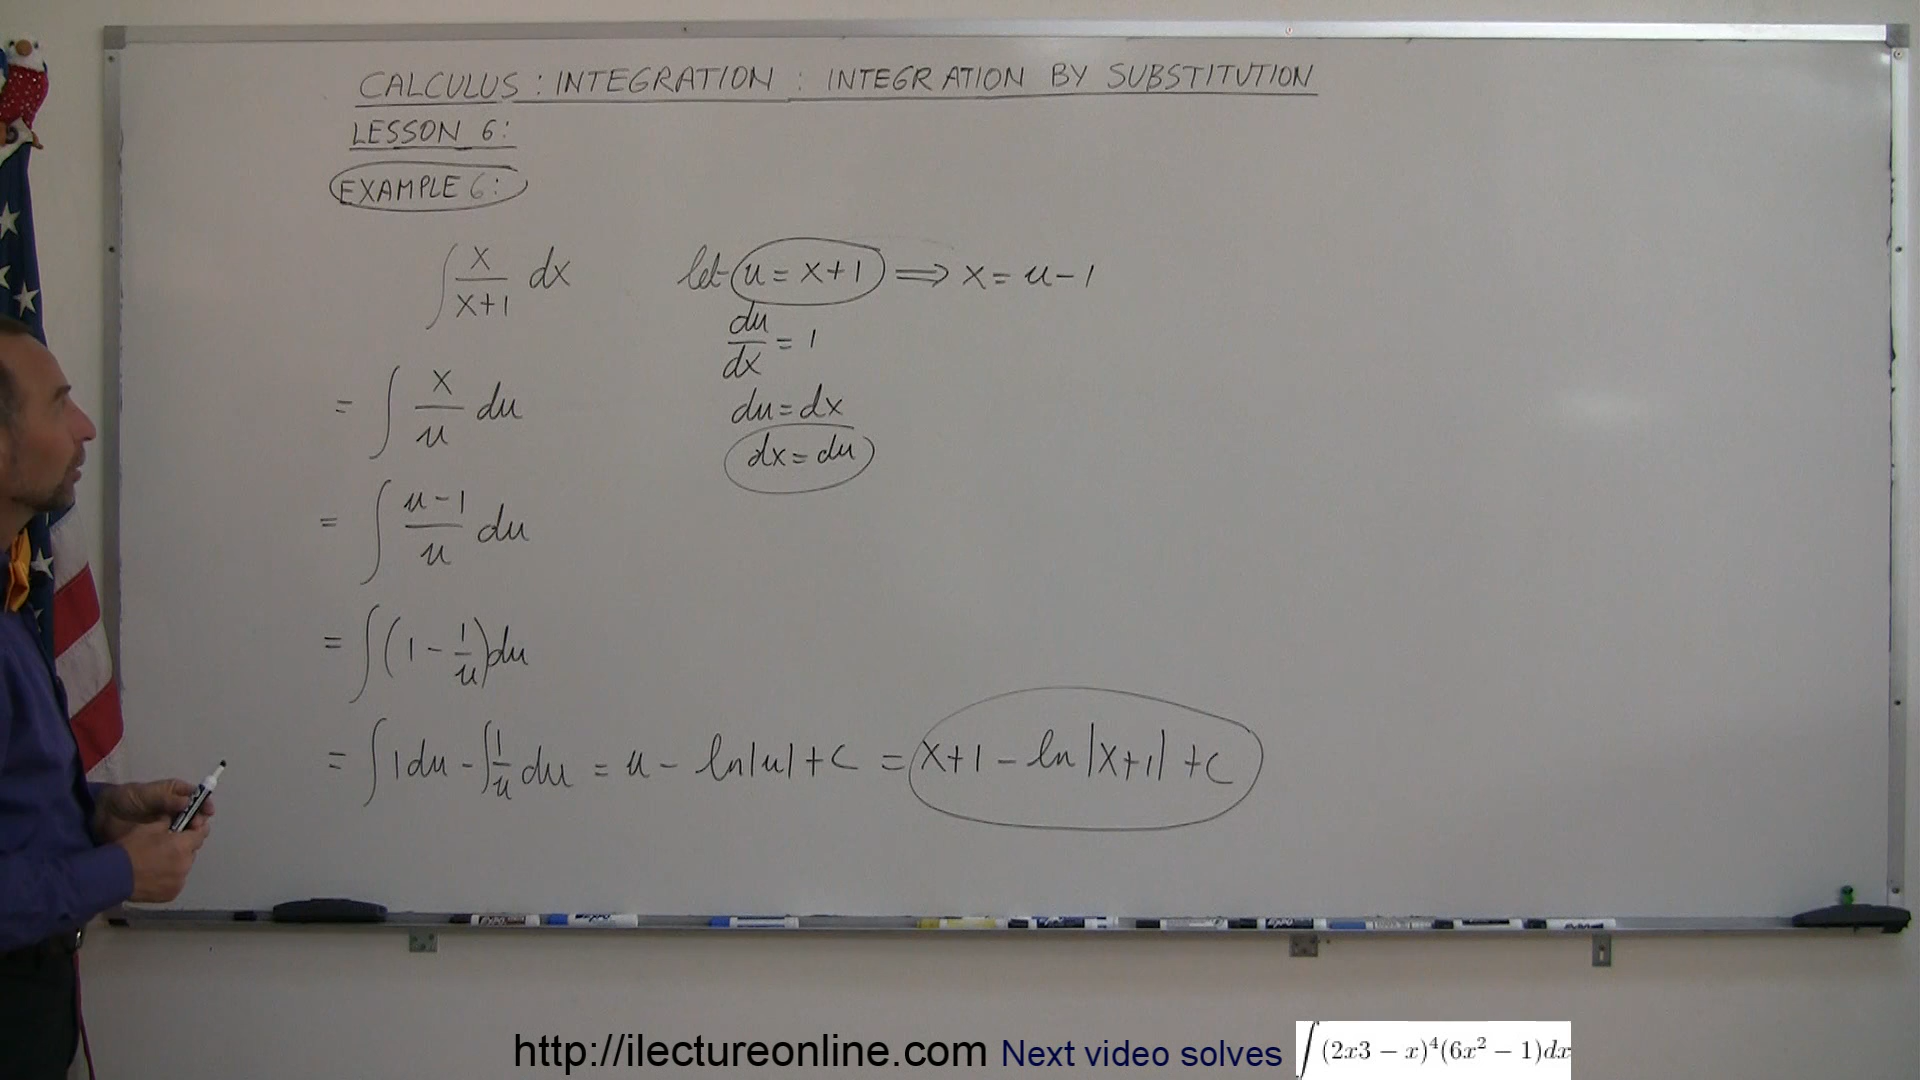 CALCULUS : INTEGRATION : INTEGRATION BY SUBSTITUTION
LESSON 6:
EXAMPLE 6:
∫ x/(x+1) dx let u = x+1 ⟹ x = u-1
du/dx = 1
= ∫ x/u du du = dx
dx = du
= ∫ (u-1)/u du
= ∫ (1 - 1/u) du
= ∫ 1 du - ∫ 1/u du = u - ln|u| + C = x+1 - ln|x+1| + C
http://ilectureonline.com Next video solves ∫(2x3 − x)⁴(6x² − 1)dx